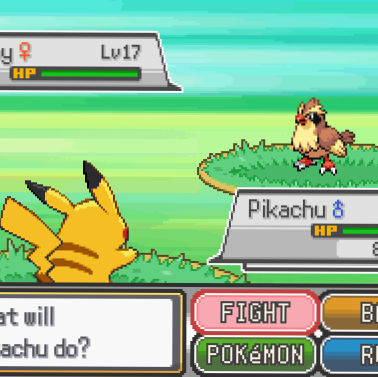 y ♀ Lv17
HP
Pikachu ♂
HP
at will
achu do?
FIGHT
POKéMON